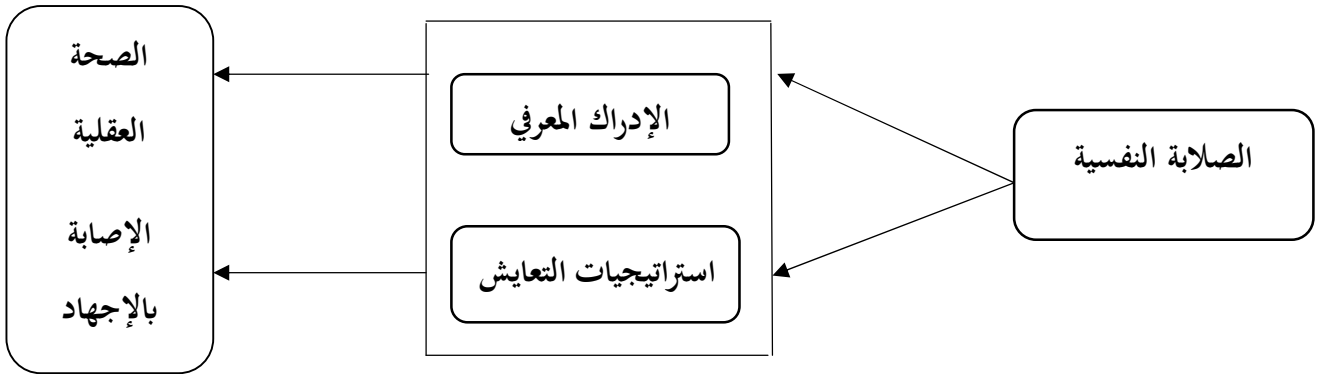 الصلابة النفسية
الإدراك المعرفي
استراتيجيات التعايش
الصحة
العقلية
الإصابة
بالإجهاد